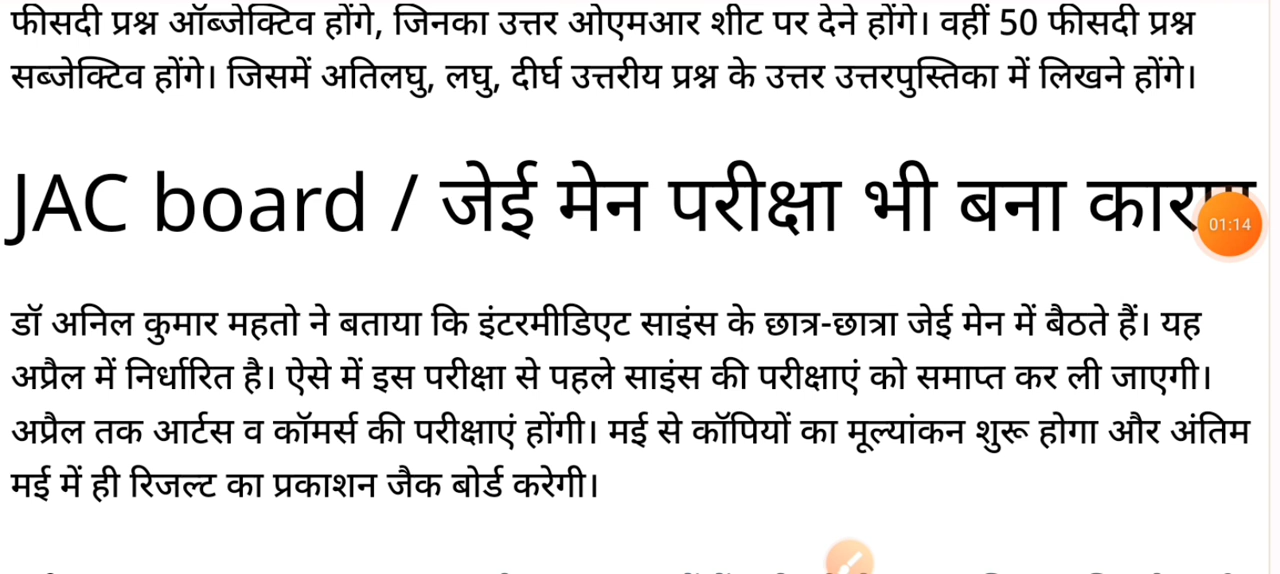 फीसदी प्रश्न ऑब्जेक्टिव होंगे, जिनका उत्तर ओएमआर शीट पर देने होंगे। वहीं 50 फीसदी प्रश्न
सब्जेक्टिव होंगे। जिसमें अतिलघु, लघु, दीर्घ उत्तरीय प्रश्न के उत्तर उत्तरपुस्तिका में लिखने होंगे।
JAC board / जेई मेन परीक्षा भी बना कारण
01:14
डॉ अनिल कुमार महतो ने बताया कि इंटरमीडिएट साइंस के छात्र-छात्रा जेई मेन में बैठते हैं। यह
अप्रैल में निर्धारित है। ऐसे में इस परीक्षा से पहले साइंस की परीक्षाएं को समाप्त कर ली जाएगी।
अप्रैल तक आर्टस व कॉमर्स की परीक्षाएं होंगी। मई से कॉपियों का मूल्यांकन शुरू होगा और अंतिम
मई में ही रिजल्ट का प्रकाशन जैक बोर्ड करेगी।